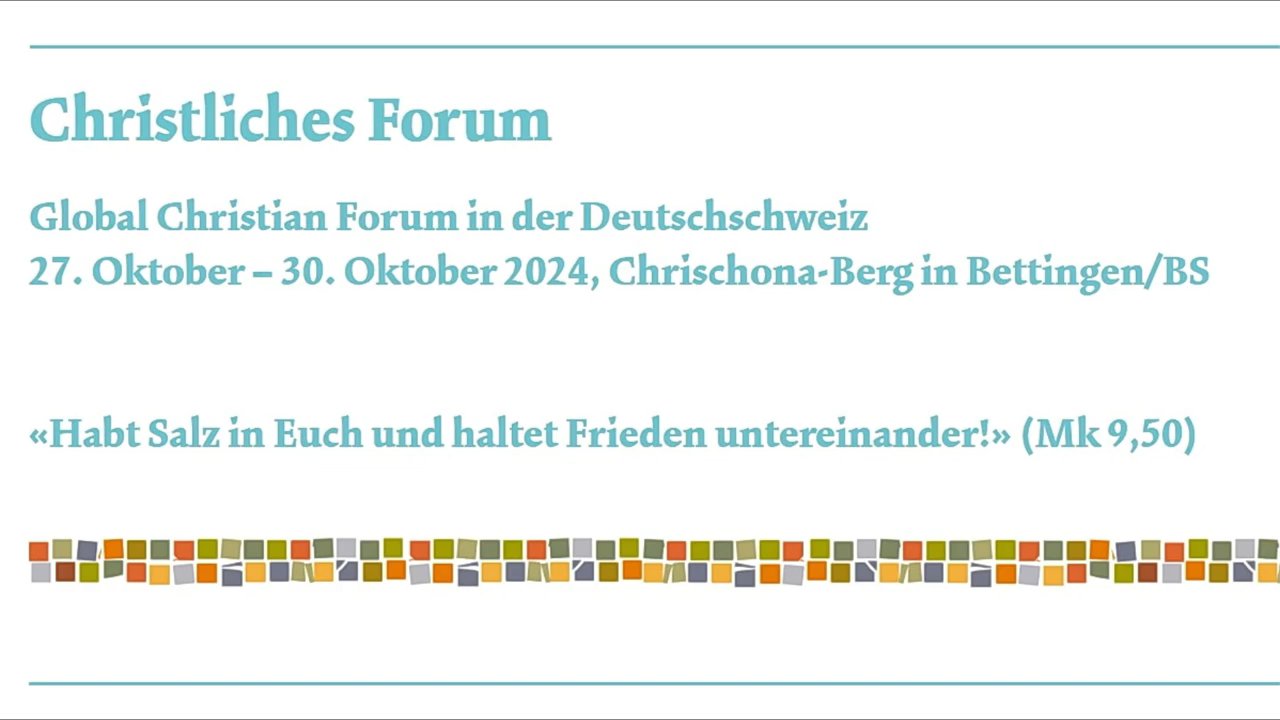 Christliches Forum
Global Christian Forum in der Deutschschweiz
27. Oktober – 30. Oktober 2024, Chrischona-Berg in Bettingen/BS
«Habt Salz in Euch und haltet Frieden untereinander!» (Mk 9,50)